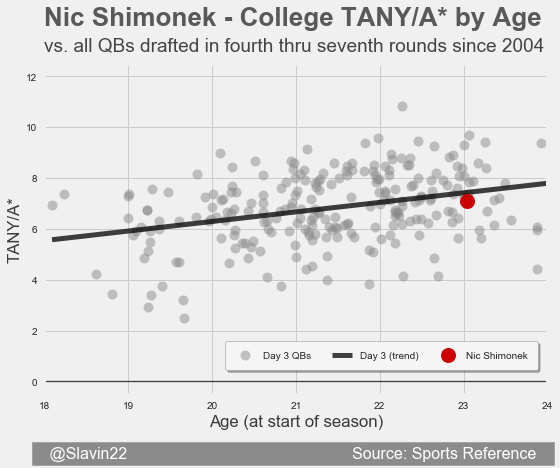 Nic Shimonek - College TANY/A* by Age
vs. all QBs drafted in fourth thru seventh rounds since 2004
12
10
8
6
4
2
0
TANY/A*
Day 3 QBs Day 3 (trend) Nic Shimonek
18 19 20 21 22 23 24
Age (at start of season)
@Slavin22 Source: Sports Reference